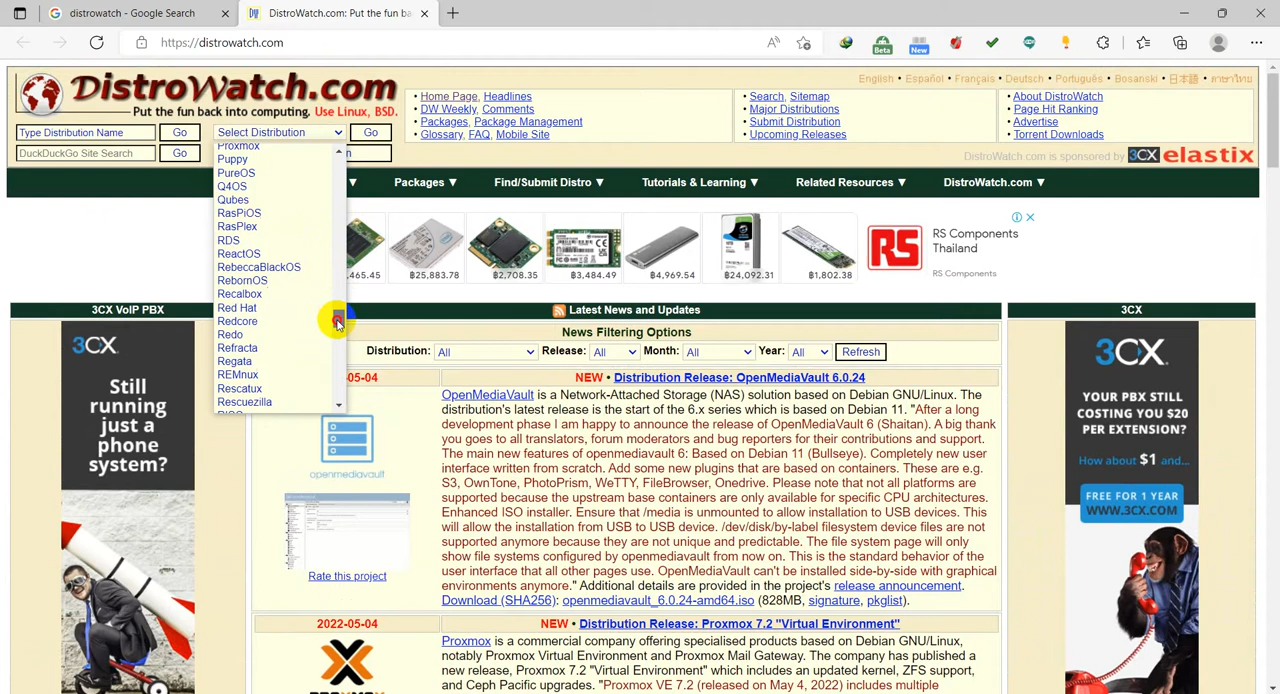 distrowatch - Google Search
DistroWatch.com: Put the fun ba
https://distrowatch.com
Beta
New
DistroWatch.com
Put the fun back into computing. Use Linux, BSD.
English • Español • Français • Deutsch • Português • Bosanski • 日本語 • ภาษาไทย
• Home Page, Headlines
• DW Weekly, Comments
• Packages, Package Management
• Glossary, FAQ, Mobile Site
• Search, Sitemap
• Major Distributions
• Submit Distribution
• Upcoming Releases
• About DistroWatch
• Page Hit Ranking
• Advertise
• Torrent Downloads
DistroWatch.com is sponsored by 3CX elastix
Type Distribution Name Go Select Distribution Go
DuckDuckGo Site Search Go
Packages ▼ Find/Submit Distro ▼ Tutorials & Learning ▼ Related Resources ▼ DistroWatch.com ▼
Proxmox
Puppy
PureOS
Q4OS
Qubes
RasPiOS
RasPlex
RDS
ReactOS
RebeccaBlackOS
RebornOS
Recalbox
Red Hat
Redcore
Redo
Refracta
Regata
REMnux
Rescatux
Rescuezilla
465.45
฿25,883.78
฿2,708.35
฿3,484.49
฿4,969.54
฿24,092.31
฿1,802.38
RS
RS Components
Thailand
RS Components
3CX VoIP PBX
Latest News and Updates
3CX
News Filtering Options
Distribution: All Release: All Month: All Year: All Refresh
2022-05-04
NEW • Distribution Release: OpenMediaVault 6.0.24
OpenMediaVault is a Network-Attached Storage (NAS) solution based on Debian GNU/Linux. The
distribution's latest release is the start of the 6.x series which is based on Debian 11. "After a long
development phase I am happy to announce the release of OpenMediaVault 6 (Shaitan). A big thank
you goes to all translators, forum moderators and bug reporters for their contributions and support.
The main new features of openmediavault 6: Based on Debian 11 (Bullseye). Completely new user
interface written from scratch. Add some new plugins that are based on containers. These are e.g.
S3, OwnTone, PhotoPrism, WeTTY, FileBrowser, Onedrive. Please note that not all platforms are
supported because the upstream base containers are only available for specific CPU architectures.
Enhanced ISO installer. Ensure that /media is unmounted to allow installation to USB devices. This
will allow the installation from USB to USB device. /dev/disk/by-label filesystem device files are not
supported anymore because they are not unique and predictable. The file system page will only
show file systems configured by openmediavault from now on. This is the standard behavior of the
user interface that all other pages use. OpenMediaVault can't be installed side-by-side with graphical
environments anymore." Additional details are provided in the project's release announcement.
Download (SHA256): openmediavault_6.0.24-amd64.iso (828MB, signature, pkglist).
openmediavault
Rate this project
2022-05-04
NEW • Distribution Release: Proxmox 7.2 "Virtual Environment"
Proxmox is a commercial company offering specialised products based on Debian GNU/Linux,
notably Proxmox Virtual Environment and Proxmox Mail Gateway. The company has published a
new release, Proxmox 7.2 "Virtual Environment" which includes an updated kernel, ZFS support,
and Ceph Pacific upgrades. "Proxmox VE 7.2 (released on May 4, 2022) includes multiple
PROXMOX
3CX
Still
running
just a
phone
system?
3CX
YOUR PBX STILL
COSTING YOU $20
PER EXTENSION?
How about $1 and...
FREE FOR 1 YEAR
WWW.3CX.COM